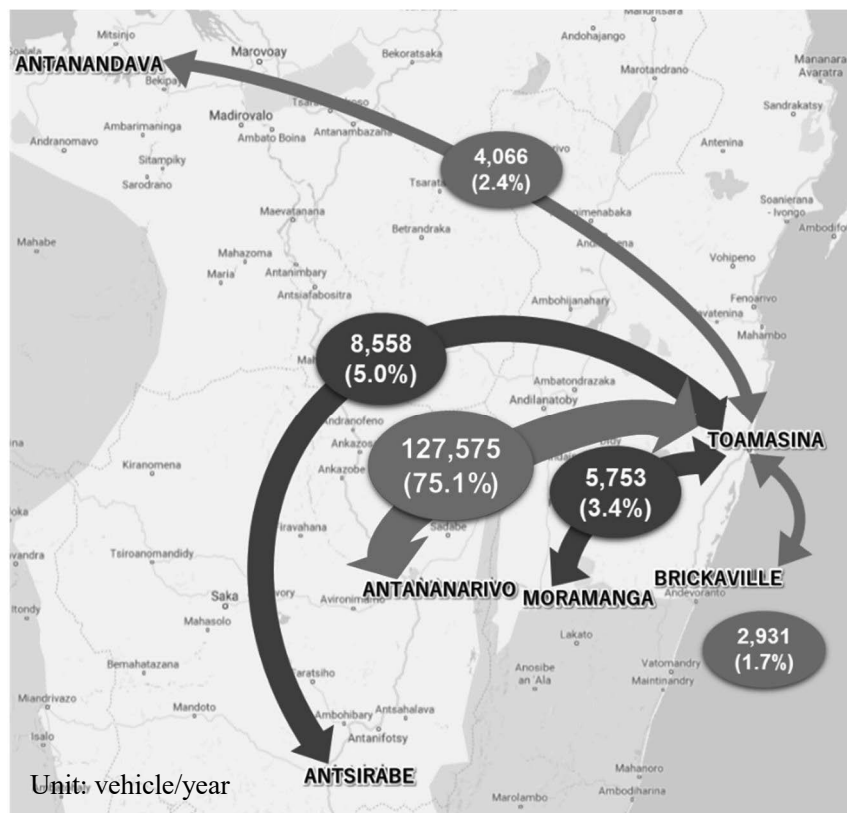 Mitsinjo
Mandritsara
Marovoay
Bekoratsaka
Andohajango
ANTANANDAVA
Mananara
Avaratra
Marotandrano
Madirovalo
Sandrakatsy
Ambarimaninga
Ambato Boina
Antanambazana
Andranomavo
Antenina
4,066
(2.4%)
Sitampiky
Sarodrano
Soanierana
- Ivongo
Maevatanana
Betrandraka
Mahabe
Mahazoma
Vohipeno
Maria
Antanimbary
Antsiafabositra
Ambohijanahary
Fenoarivo
Mahambo
8,558
(5.0%)
Ambatondrazaka
Andilanatoby
Andranofeno
127,575
(75.1%)
TOAMASINA
Kiranomena
Ankazobe
5,753
(3.4%)
Sadabe
Tsiroanomandidy
ANTANANARIVO
MORAMANGA
BRICKAVILLE
Andevoranto
Saka
Itondy
Mahasolo
2,931
(1.7%)
Lakato
Bemahatazana
Anosibe
an 'Ala
Vatomandry
Maintinandry
Miandrivazo
Mandoto
Ambohibary
Antsahalava
Isalo
Antanifotsy
ANTSIRABE
Unit: vehicle/year
Mahanoro
Ambodiharina
Marolambo